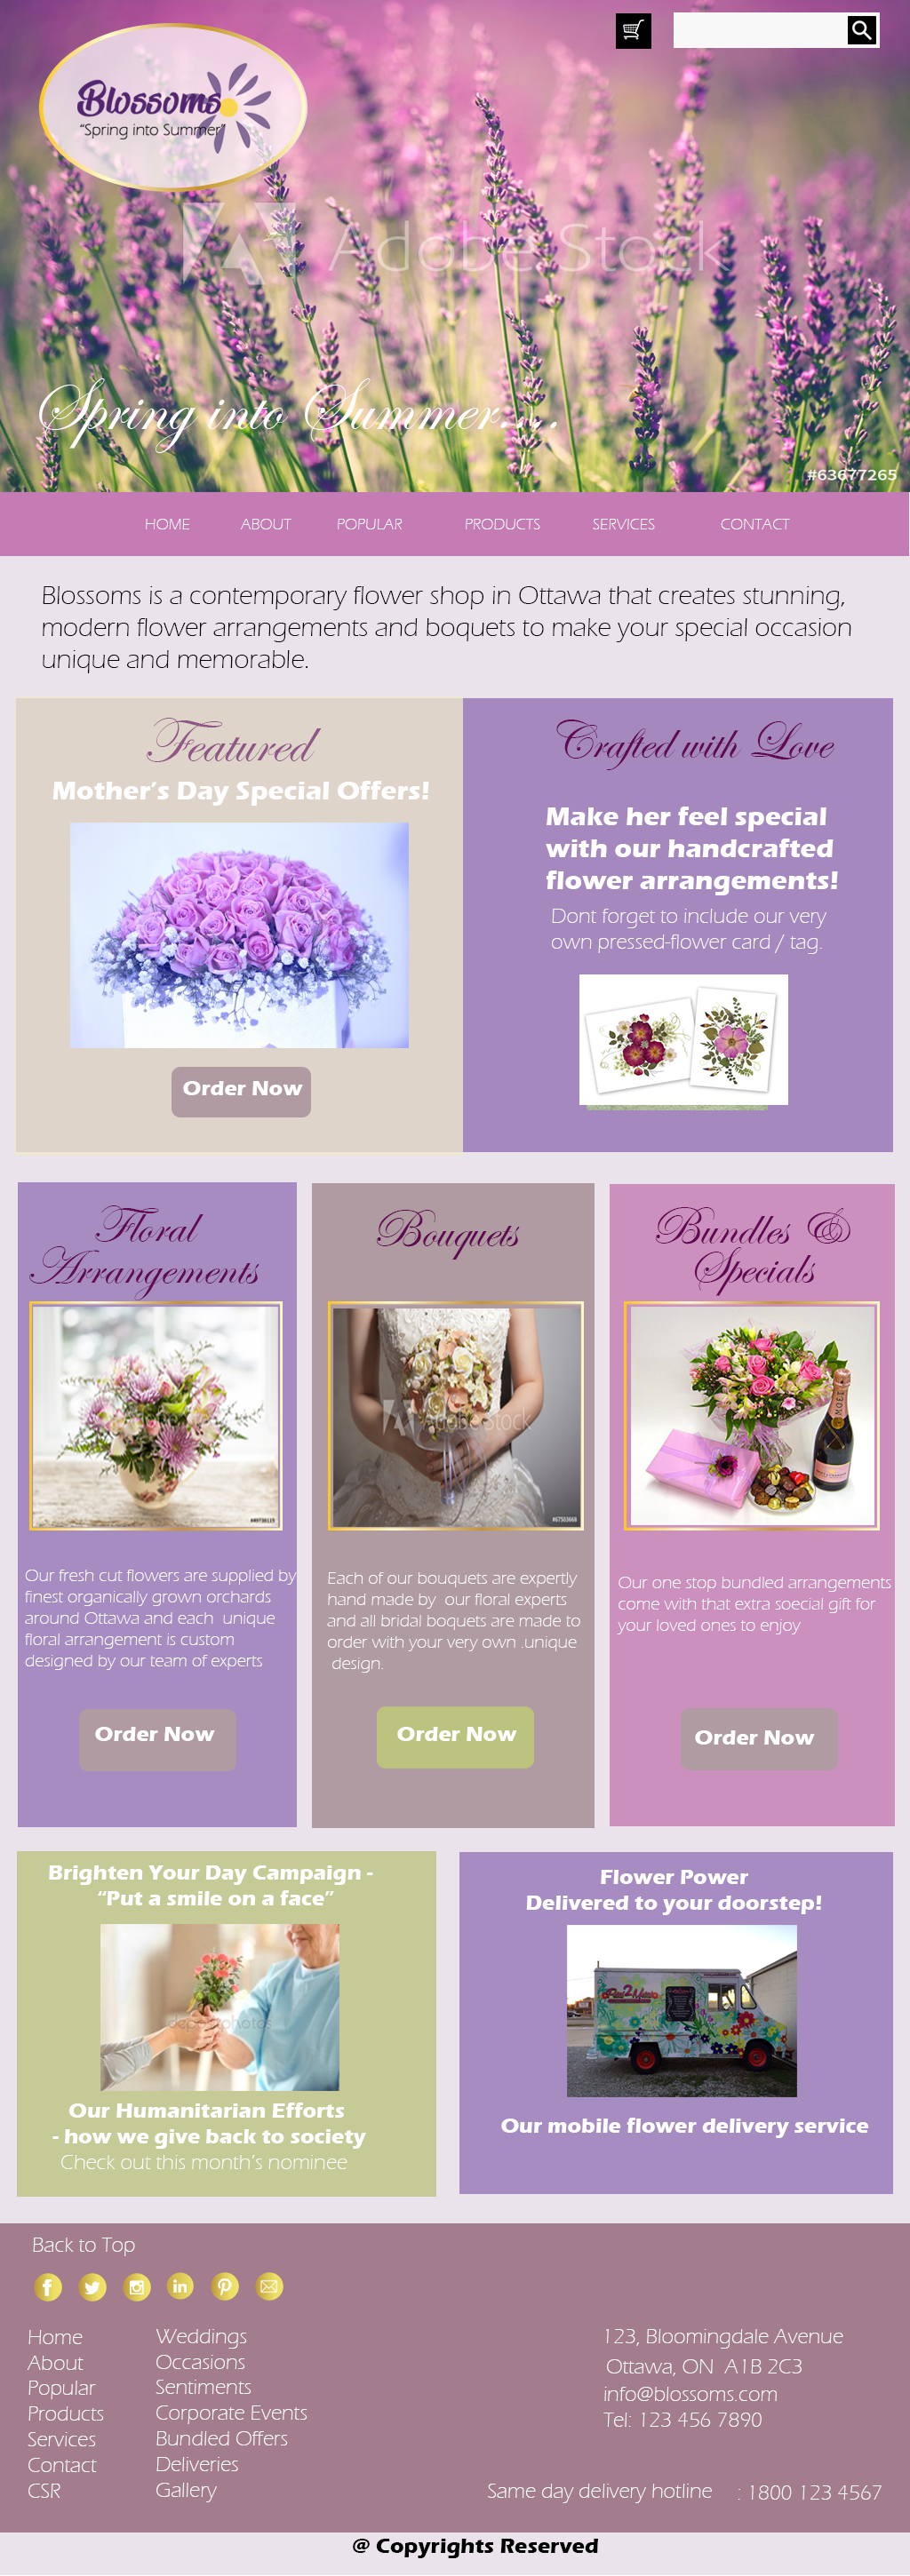 Blossoms
“Spring into Summer”
Adobe Stock
Spring into Summer....
#63677265
HOME ABOUT POPULAR PRODUCTS SERVICES CONTACT
Blossoms is a contemporary flower shop in Ottawa that creates stunning,
modern flower arrangements and boquets to make your special occasion
unique and memorable.
Featured
Mother’s Day Special Offers!
Order Now
Crafted with Love
Make her feel special
with our handcrafted
flower arrangements!
Dont forget to include our very
own pressed-flower card / tag.
Floral
Arrangements
Our fresh cut flowers are supplied by
finest organically grown orchards
around Ottawa and each unique
floral arrangement is custom
designed by our team of experts
Order Now
Bouquets
Adobe Stock
Each of our bouquets are expertly
hand made by our floral experts
and all bridal boquets are made to
order with your very own .unique
design.
Order Now
Bundles &
Specials
MOËT
Our one stop bundled arrangements
come with that extra soecial gift for
your loved ones to enjoy
Order Now
Brighten Your Day Campaign -
“Put a smile on a face”
depositphotos
Our Humanitarian Efforts
- how we give back to society
Check out this month’s nominee
Flower Power
Delivered to your doorstep!
Our mobile flower delivery service
Back to Top
Home
About
Popular
Products
Services
Contact
CSR
Weddings
Occasions
Sentiments
Corporate Events
Bundled Offers
Deliveries
Gallery
123, Bloomingdale Avenue
Ottawa, ON A1B 2C3
info@blossoms.com
Tel: 123 456 7890
Same day delivery hotline : 1800 123 4567
@ Copyrights Reserved